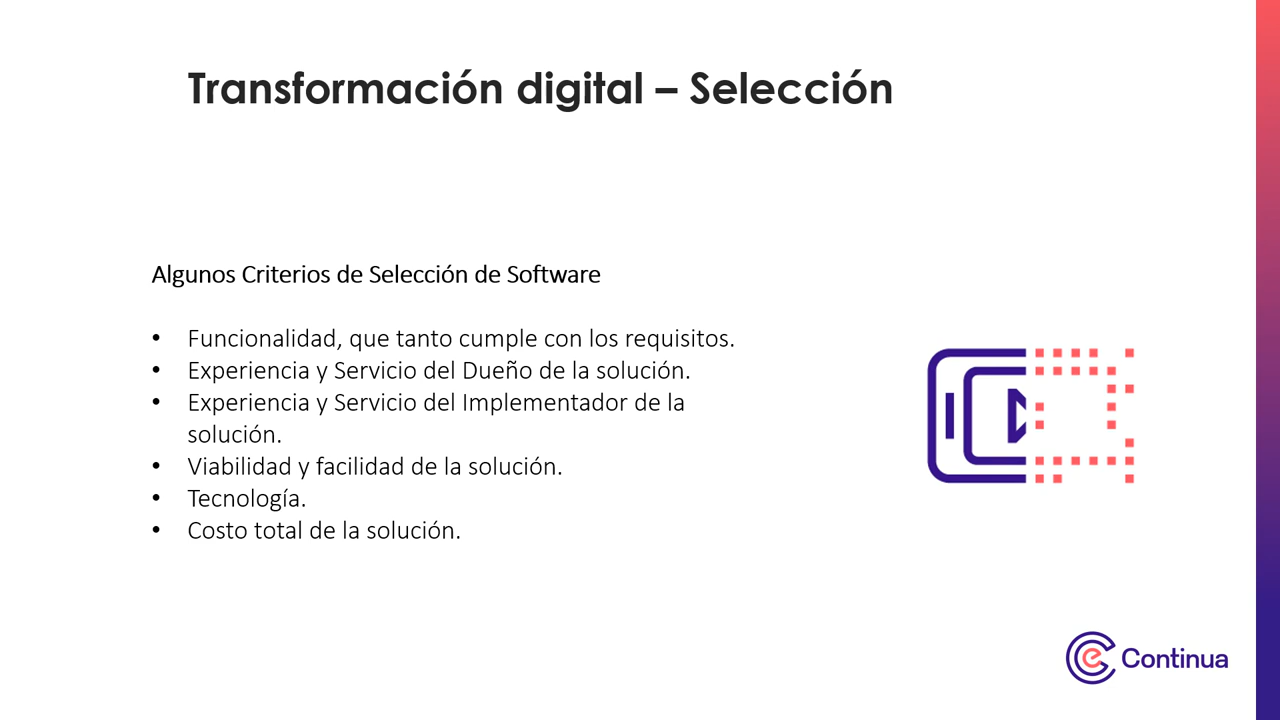 Transformación digital – Selección
Algunos Criterios de Selección de Software
• Funcionalidad, que tanto cumple con los requisitos.
• Experiencia y Servicio del Dueño de la solución.
• Experiencia y Servicio del Implementador de la
solución.
• Viabilidad y facilidad de la solución.
• Tecnología.
• Costo total de la solución.
e Continua